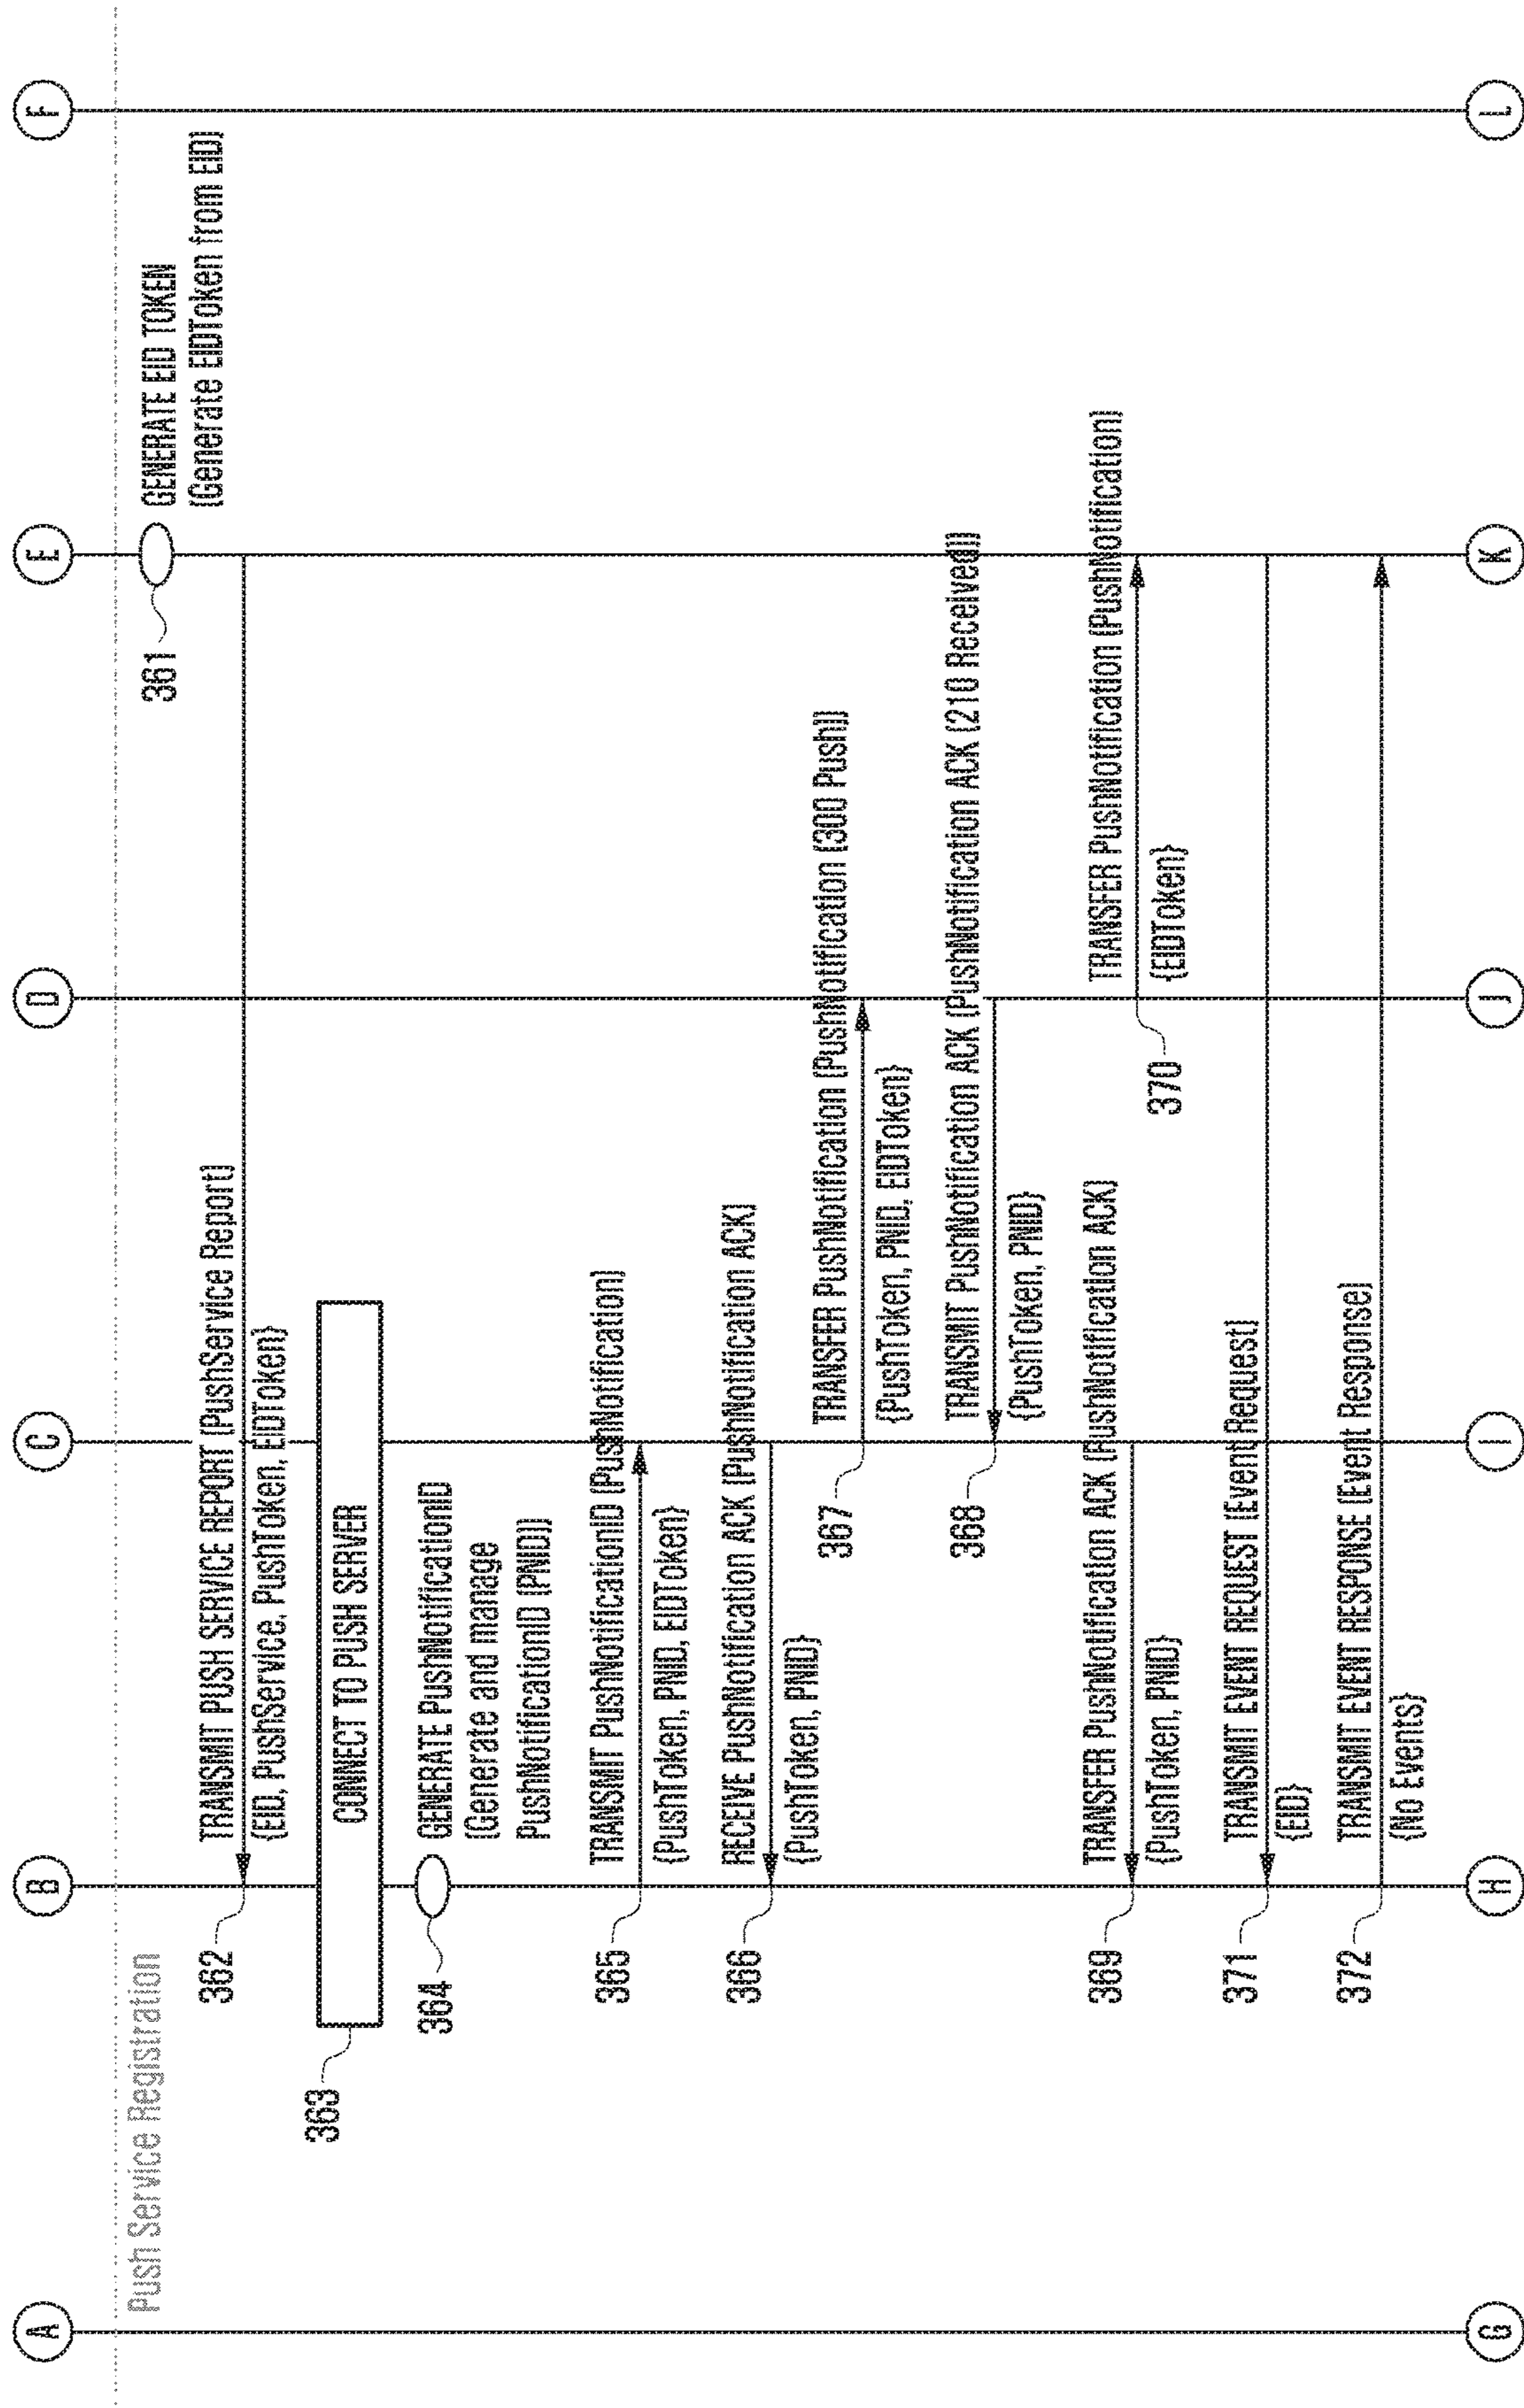 A
B
C
D
E
F
Push Service Registration
361
GENERATE EID TOKEN
(Generate EIDToken from EID)
362
TRANSMIT PUSH SERVICE REPORT (PushService Report)
{EID, PushService, PushToken, EIDToken}
363
CONNECT TO PUSH SERVER
364
GENERATE PushNotificationID
(Generate and manage
PushNotificationID (PNID))
365
TRANSMIT PushNotificationID (PushNotification)
{PushToken, PNID, EIDToken}
366
RECEIVE PushNotification ACK (PushNotification ACK)
{PushToken, PNID}
367
TRANSFER PushNotification (PushNotification (300 Push))
{PushToken, PNID, EIDToken}
368
TRANSMIT PushNotification ACK (PushNotification ACK (210 Received))
{PushToken, PNID}
369
TRANSFER PushNotification ACK (PushNotification ACK)
{PushToken, PNID}
370
TRANSFER PushNotification (PushNotification)
{EIDToken}
371
TRANSMIT EVENT REQUEST (Event Request)
{EID}
372
TRANSMIT EVENT RESPONSE (Event Response)
{No Events}
G
H
I
J
K
L